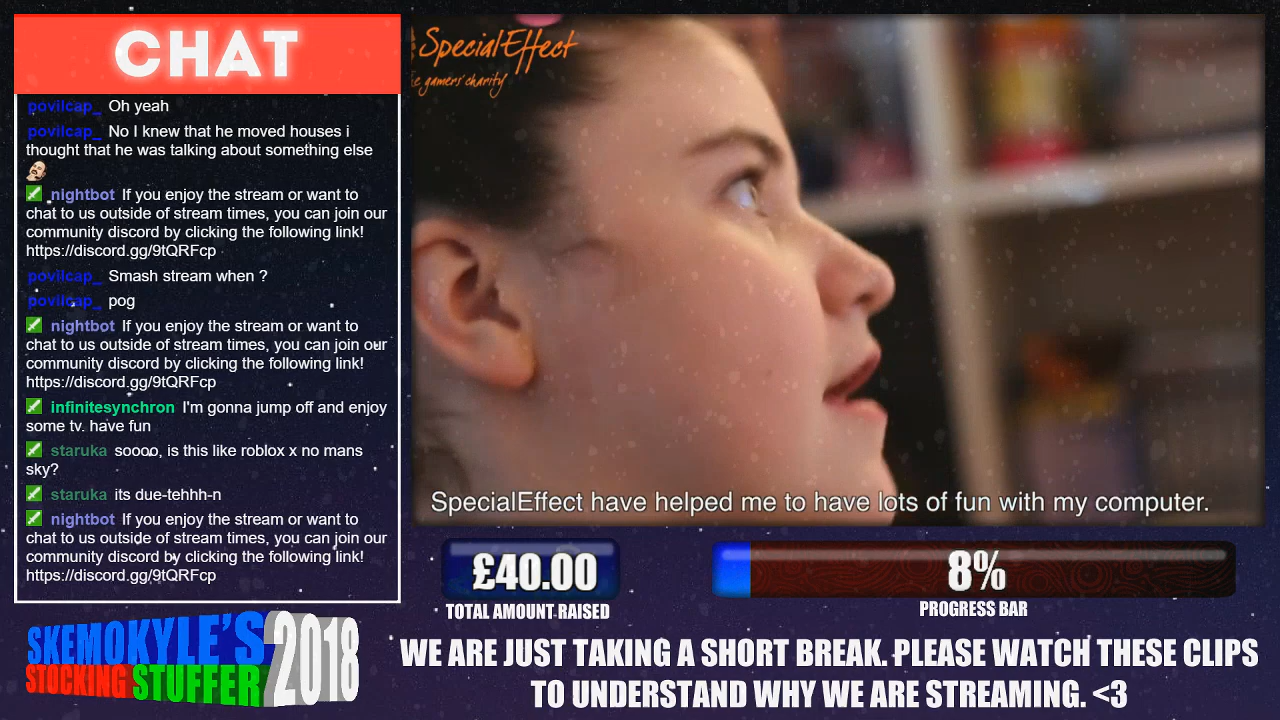 CHAT
povilcap_ Oh yeah
povilcap_ No I knew that he moved houses i
thought that he was talking about something else
nightbot If you enjoy the stream or want to
chat to us outside of stream times, you can join our
community discord by clicking the following link!
https://discord.gg/9tQRFcp
povilcap_ Smash stream when ?
povilcap_ pog
nightbot If you enjoy the stream or want to
chat to us outside of stream times, you can join our
community discord by clicking the following link!
https://discord.gg/9tQRFcp
infinitesynchron I'm gonna jump off and enjoy
some tv. have fun
staruka soooo, is this like roblox x no mans
sky?
staruka its due-tehhh-n
nightbot If you enjoy the stream or want to
chat to us outside of stream times, you can join our
community discord by clicking the following link!
https://discord.gg/9tQRFcp
SKEMOKYLE'S
STOCKING STUFFER
2018
SpecialEffect
e gamers' charity
SpecialEffect have helped me to have lots of fun with my computer.
£40.00
TOTAL AMOUNT RAISED
8%
PROGRESS BAR
WE ARE JUST TAKING A SHORT BREAK. PLEASE WATCH THESE CLIPS
TO UNDERSTAND WHY WE ARE STREAMING. <3